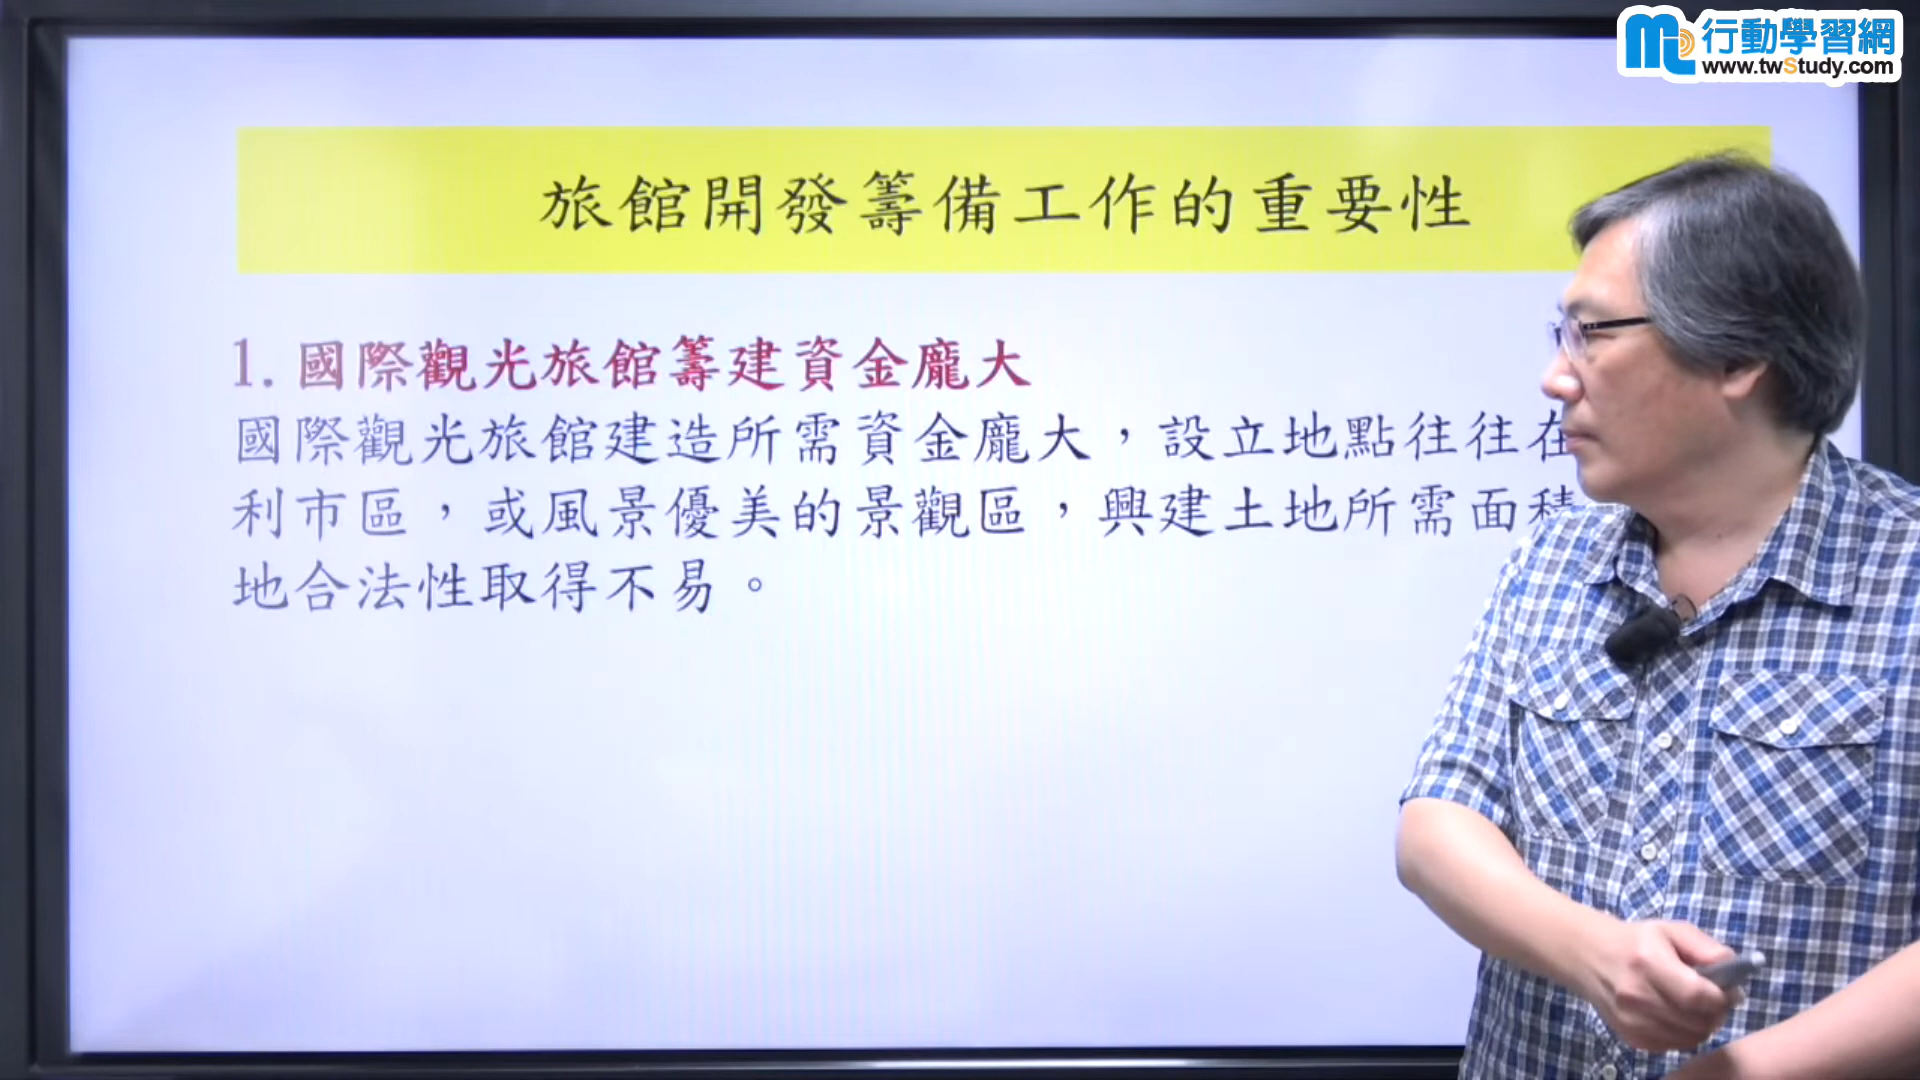 行動學習網
www.twStudy.com
旅館開發籌備工作的重要性
1. 國際觀光旅館籌建資金龐大
國際觀光旅館建造所需資金龐大，設立地點往往在
利市區，或風景優美的景觀區，興建土地所需面積
地合法性取得不易。